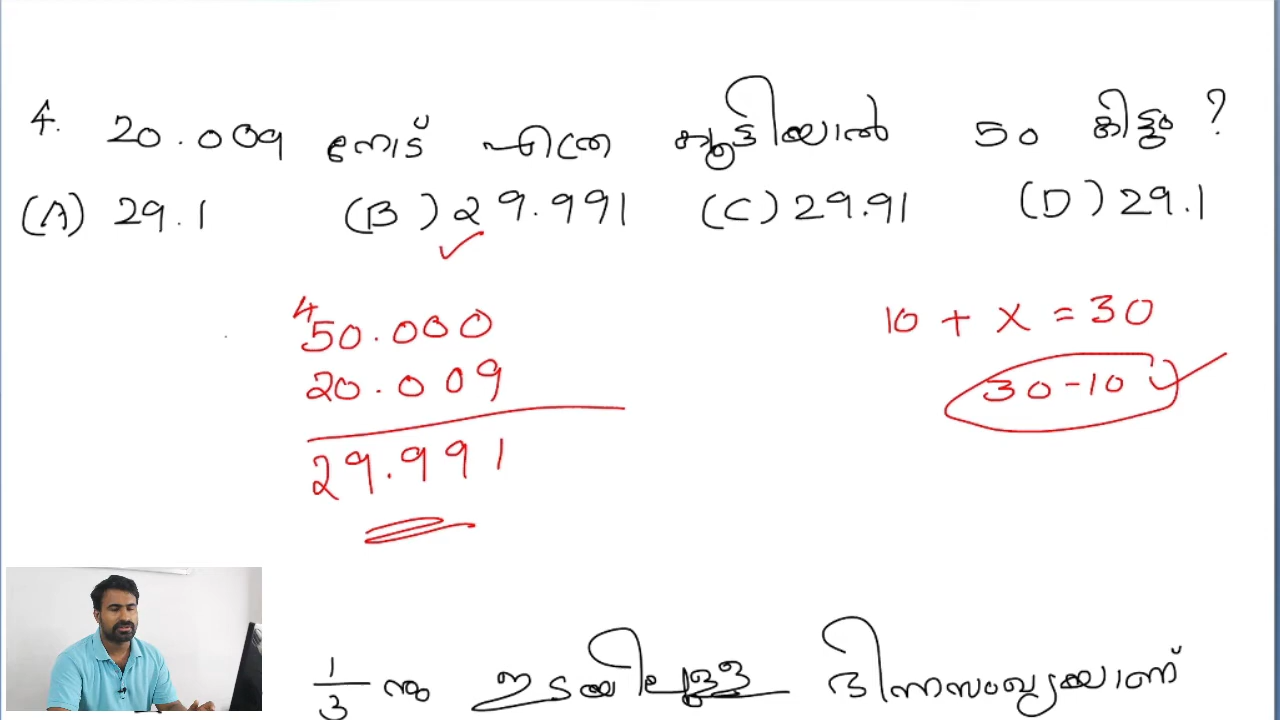 4. 20.009 നോട് എത്ര കൂട്ടിയാൽ 50 കിട്ടും ?
(A) 29.1 (B) 29.991 (C) 29.91 (D) 29.1
4
50.000
20.009
29.991
10 + x = 30
30-10
1/3 നും ഇടയിലുള്ള ഭിന്നസംഖ്യയാണ്